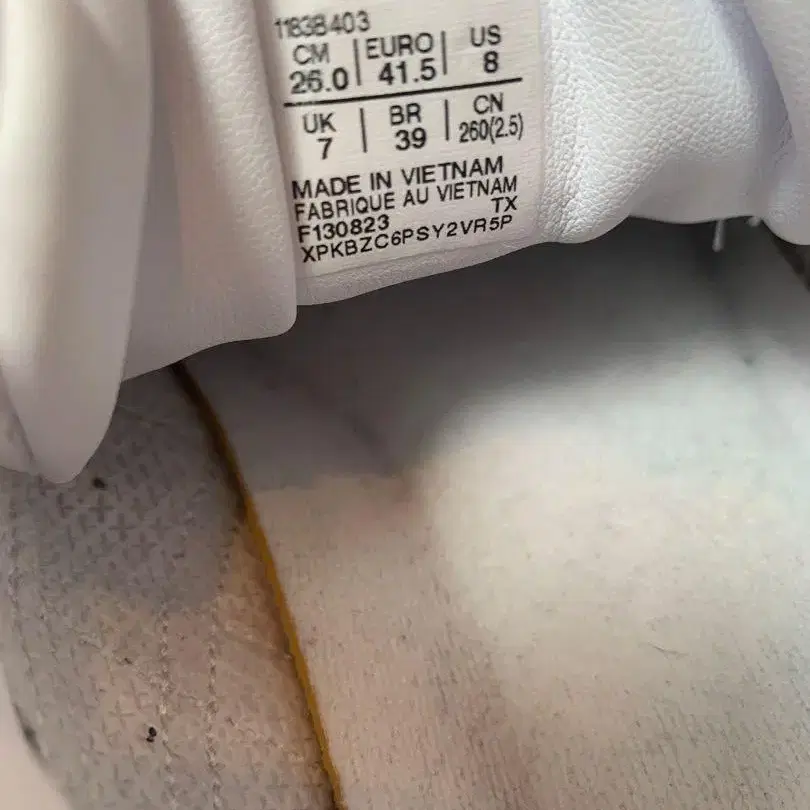 1183B403
CM 26.0 | EURO 41.5 | US 8
UK 7 | BR 39 | CN 260(2.5)
MADE IN VIETNAM
FABRIQUE AU VIETNAM
F130823 TX
XPKBZC6PSY2VR5P